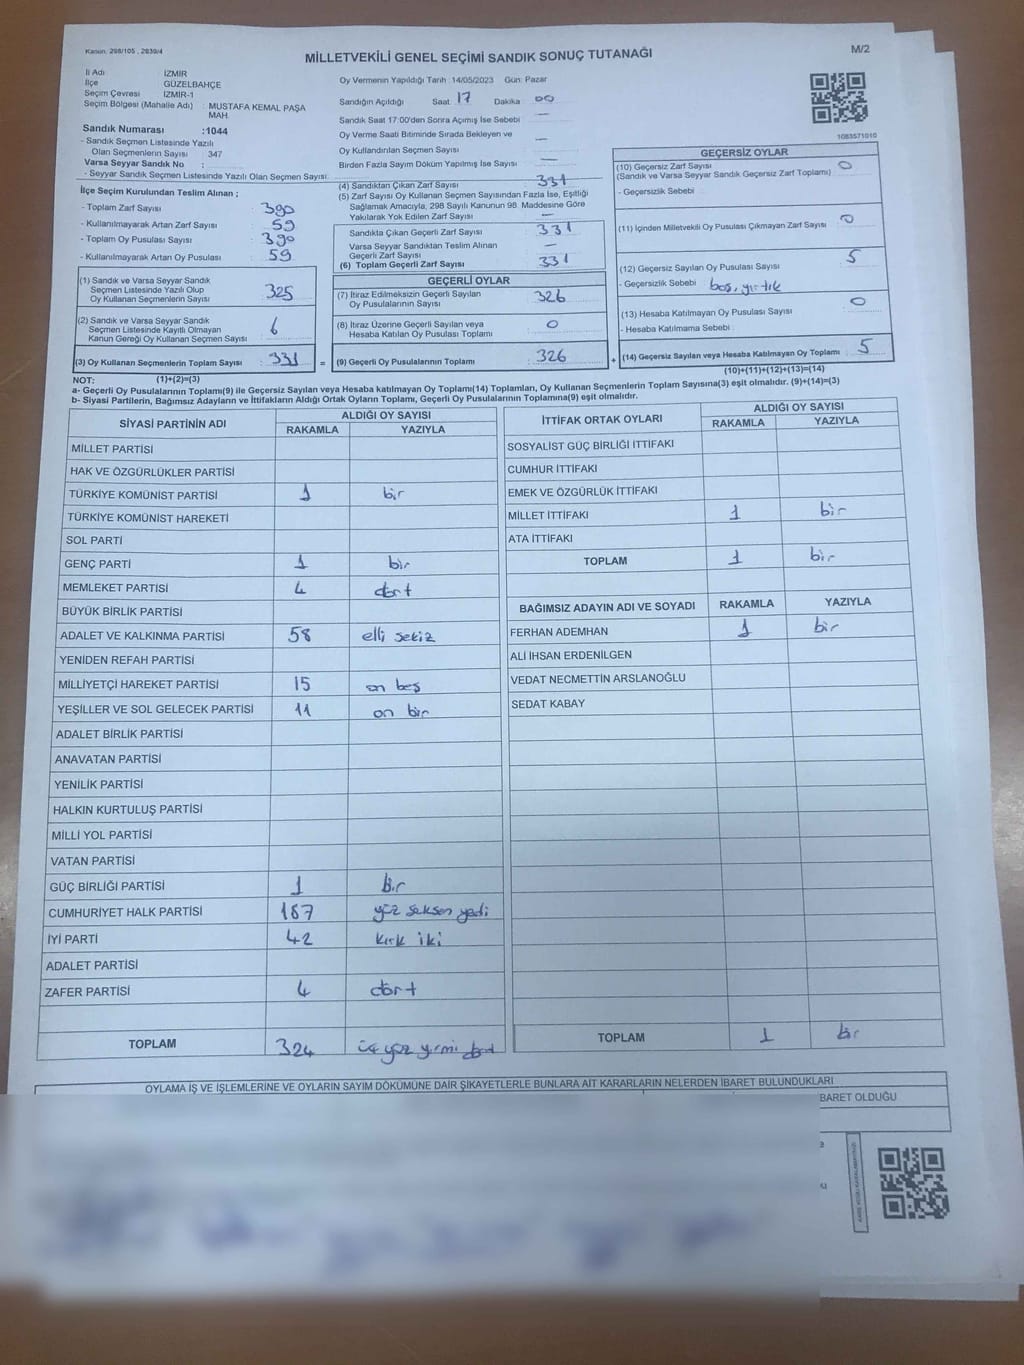 Kanun: 298/105 , 2839/4
MİLLETVEKİLİ GENEL SEÇİMİ SANDIK SONUÇ TUTANAĞI
M/2
İl Adı : İZMİR
İlçe : GÜZELBAHÇE
Seçim Çevresi : İZMİR-1
Seçim Bölgesi (Mahalle Adı) : MUSTAFA KEMAL PAŞA MAH.
Sandık Numarası :1044
- Sandık Seçmen Listesinde Yazılı
Olan Seçmenlerin Sayısı : 347
Varsa Seyyar Sandık No :
- Seyyar Sandık Seçmen Listesinde Yazılı Olan Seçmen Sayısı:
Oy Vermenin Yapıldığı Tarih :14/05/2023 Gün: Pazar
Sandığın Açıldığı Saat 17 Dakika 00
Sandık Saat 17:00'den Sonra Açımış İse Sebebi : —
Oy Verme Saati Bitiminde Sırada Bekleyen ve
Oy Kullandırılan Seçmen Sayısı : —
Birden Fazla Sayım Döküm Yapılmış İse Sayısı : —
1083571010
İlçe Seçim Kurulundan Teslim Alınan ;
- Toplam Zarf Sayısı : 390
- Kullanılmayarak Artan Zarf Sayısı : 59
- Toplam Oy Pusulası Sayısı : 390
- Kullanılmayarak Artan Oy Pusulası : 59
(1) Sandık ve Varsa Seyyar Sandık
Seçmen Listesinde Yazılı Olup
Oy Kullanan Seçmenlerin Sayısı : 325
(2) Sandık ve Varsa Seyyar Sandık
Seçmen Listesinde Kayıtlı Olmayan
Kanun Gereği Oy Kullanan Seçmen Sayısı : 6
(3) Oy Kullanan Seçmenlerin Toplam Sayısı : 331
(4) Sandıktan Çıkan Zarf Sayısı : 331
(5) Zarf Sayısı Oy Kullanan Seçmen Sayısından Fazla İse, Eşitliği
Sağlamak Amacıyla, 298 Sayılı Kanunun 98. Maddesine Göre
Yakılarak Yok Edilen Zarf Sayısı : —
Sandıkta Çıkan Geçerli Zarf Sayısı : 331
Varsa Seyyar Sandıktan Teslim Alınan
Geçerli Zarf Sayısı : —
(6) Toplam Geçerli Zarf Sayısı : 331
GEÇERLİ OYLAR
(7) İtiraz Edilmeksizin Geçerli Sayılan
Oy Pusulalarının Sayısı : 326
(8) İtiraz Üzerine Geçerli Sayılan veya
Hesaba Katılan Oy Pusulası Toplamı : 0
= (9) Geçerli Oy Pusulalarının Toplamı : 326
GEÇERSİZ OYLAR
(10) Geçersiz Zarf Sayısı : 0
(Sandık ve Varsa Seyyar Sandık Geçersiz Zarf Toplamı)
- Geçersizlik Sebebi :
(11) İçinden Milletvekili Oy Pusulası Çıkmayan Zarf Sayısı : 0
(12) Geçersiz Sayılan Oy Pusulası Sayısı : 5
- Geçersizlik Sebebi : boş, yırtık
(13) Hesaba Katılmayan Oy Pusulası Sayısı : 0
- Hesaba Katılmama Sebebi :
+ (14) Geçersiz Sayılan veya Hesaba Katılmayan Oy Toplamı : 5
(10)+(11)+(12)+(13)=(14)
NOT: (1)+(2)=(3)
a- Geçerli Oy Pusulalarının Toplamı(9) ile Geçersiz Sayılan veya Hesaba katılmayan Oy Toplamı(14) Toplamları, Oy Kullanan Seçmenlerin Toplam Sayısına(3) eşit olmalıdır. (9)+(14)=(3)
b- Siyasi Partilerin, Bağımsız Adayların ve İttifakların Aldığı Ortak Oyların Toplamı, Geçerli Oy Pusulalarının Toplamına(9) eşit olmalıdır.
SİYASİ PARTİNİN ADI ALDIĞI OY SAYISI
RAKAMLA YAZIYLA
MİLLET PARTİSİ
HAK VE ÖZGÜRLÜKLER PARTİSİ
TÜRKİYE KOMÜNİST PARTİSİ 1 bir
TÜRKİYE KOMÜNİST HAREKETİ
SOL PARTİ
GENÇ PARTİ 1 bir
MEMLEKET PARTİSİ 4 dört
BÜYÜK BİRLİK PARTİSİ
ADALET VE KALKINMA PARTİSİ 58 elli sekiz
YENİDEN REFAH PARTİSİ
MİLLİYETÇİ HAREKET PARTİSİ 15 on beş
YEŞİLLER VE SOL GELECEK PARTİSİ 11 on bir
ADALET BİRLİK PARTİSİ
ANAVATAN PARTİSİ
YENİLİK PARTİSİ
HALKIN KURTULUŞ PARTİSİ
MİLLİ YOL PARTİSİ
VATAN PARTİSİ
GÜÇ BİRLİĞİ PARTİSİ 1 bir
CUMHURİYET HALK PARTİSİ 187 yüz seksen yedi
İYİ PARTİ 42 kırk iki
ADALET PARTİSİ
ZAFER PARTİSİ 4 dört
TOPLAM 324 üç yüz yirmi dört
İTTİFAK ORTAK OYLARI ALDIĞI OY SAYISI
RAKAMLA YAZIYLA
SOSYALİST GÜÇ BİRLİĞİ İTTİFAKI
CUMHUR İTTİFAKI
EMEK VE ÖZGÜRLÜK İTTİFAKI
MİLLET İTTİFAKI 1 bir
ATA İTTİFAKI
TOPLAM 1 bir
BAĞIMSIZ ADAYIN ADI VE SOYADI RAKAMLA YAZIYLA
FERHAN ADEMHAN 1 bir
ALİ İHSAN ERDENİLGEN
VEDAT NECMETTİN ARSLANOĞLU
SEDAT KABAY
TOPLAM 1 bir
OYLAMA İŞ VE İŞLEMLERİNE VE OYLARIN SAYIM DÖKÜMÜNE DAİR ŞİKAYETLERLE BUNLARA AİT KARARLARIN NELERDEN İBARET BULUNDUKLARI
BARET OLDUĞU